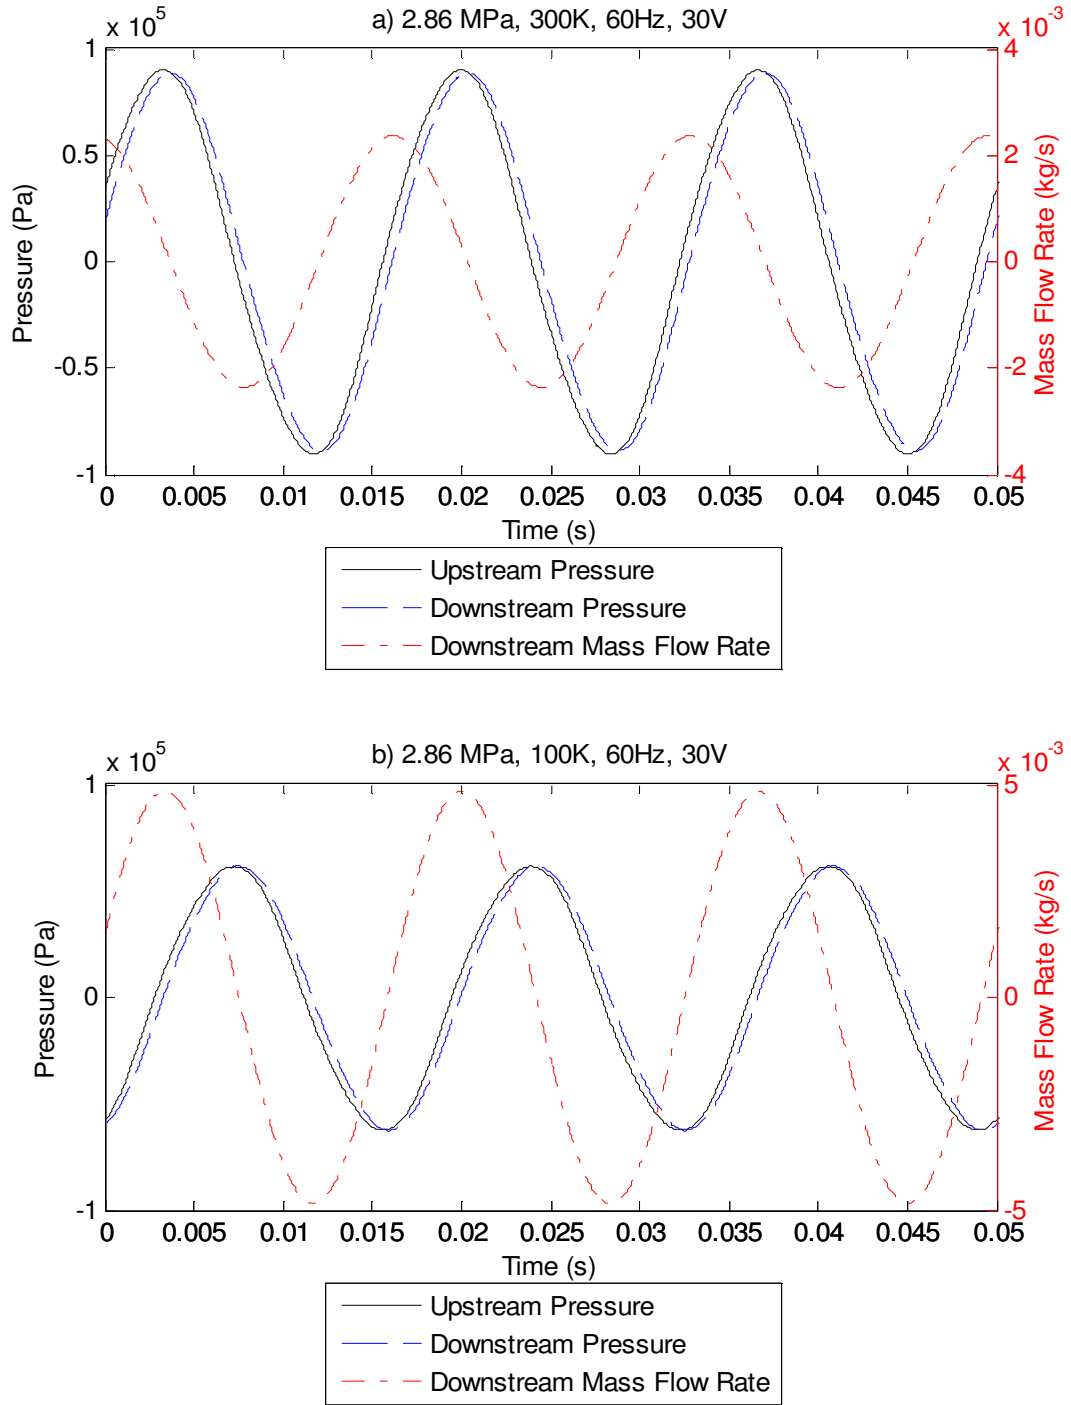 a) 2.86 MPa, 300K, 60Hz, 30V
x 10^5
x 10^-3
1
0.5
0
-0.5
-1
Pressure (Pa)
4
2
0
-2
-4
Mass Flow Rate (kg/s)
0 0.005 0.01 0.015 0.02 0.025 0.03 0.035 0.04 0.045 0.05
Time (s)
Upstream Pressure
Downstream Pressure
Downstream Mass Flow Rate
b) 2.86 MPa, 100K, 60Hz, 30V
x 10^5
x 10^-3
1
0
-1
Pressure (Pa)
5
0
-5
Mass Flow Rate (kg/s)
0 0.005 0.01 0.015 0.02 0.025 0.03 0.035 0.04 0.045 0.05
Time (s)
Upstream Pressure
Downstream Pressure
Downstream Mass Flow Rate